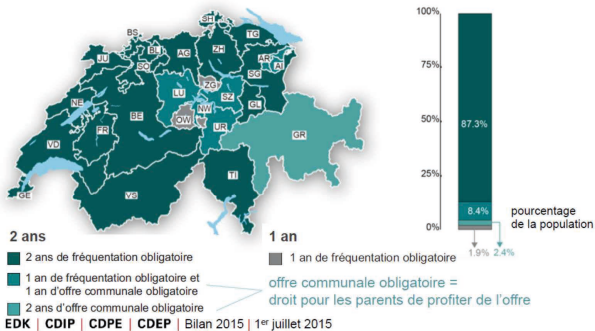 SH
BS
TG
BL
JU
AG
ZH
SO
AR
AI
SG
LU
ZG
SZ
NE
NW
GL
BE
OW
FR
UR
GR
VD
TI
GE
VS
100%
75%
50%
25%
0%
87.3%
8.4%
1.9%
2.4%
pourcentage
de la population
2 ans
2 ans de fréquentation obligatoire
1 an de fréquentation obligatoire et
1 an d'offre communale obligatoire
2 ans d'offre communale obligatoire
1 an
1 an de fréquentation obligatoire
offre communale obligatoire =
droit pour les parents de profiter de l'offre
EDK | CDIP | CDPE | CDEP | Bilan 2015 | 1er juillet 2015